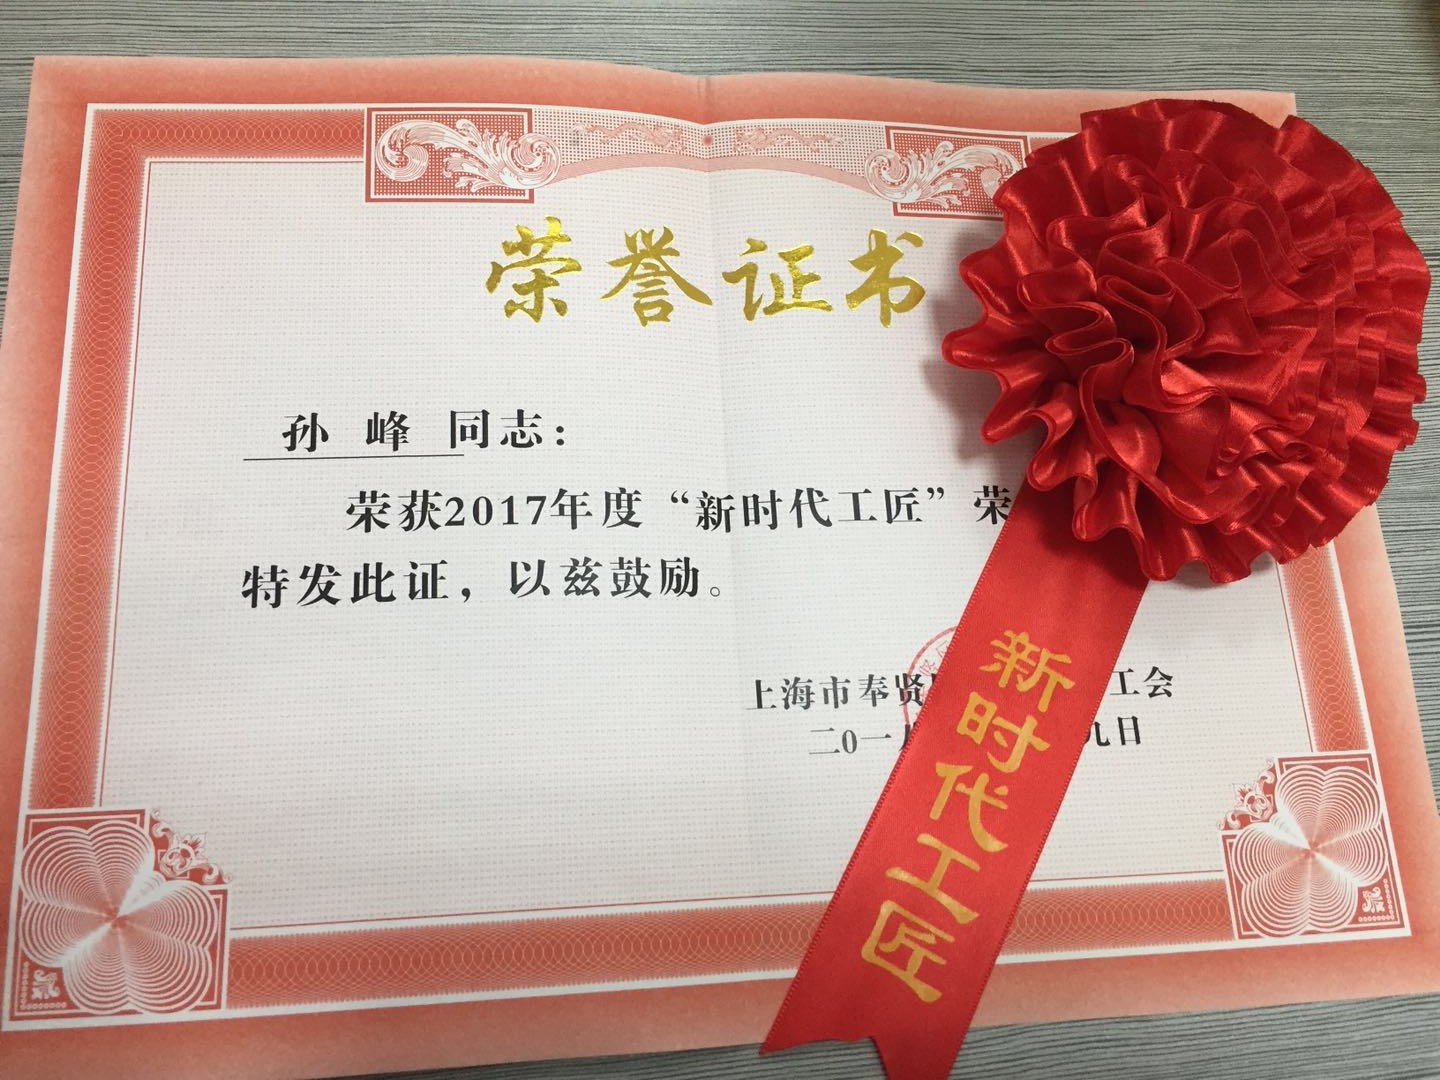 荣誉证书
孙 峰 同志：
荣获2017年度“新时代工匠”荣
特发此证，以兹鼓励。
上海市奉贤 工会
二0一 九日
新时代工匠